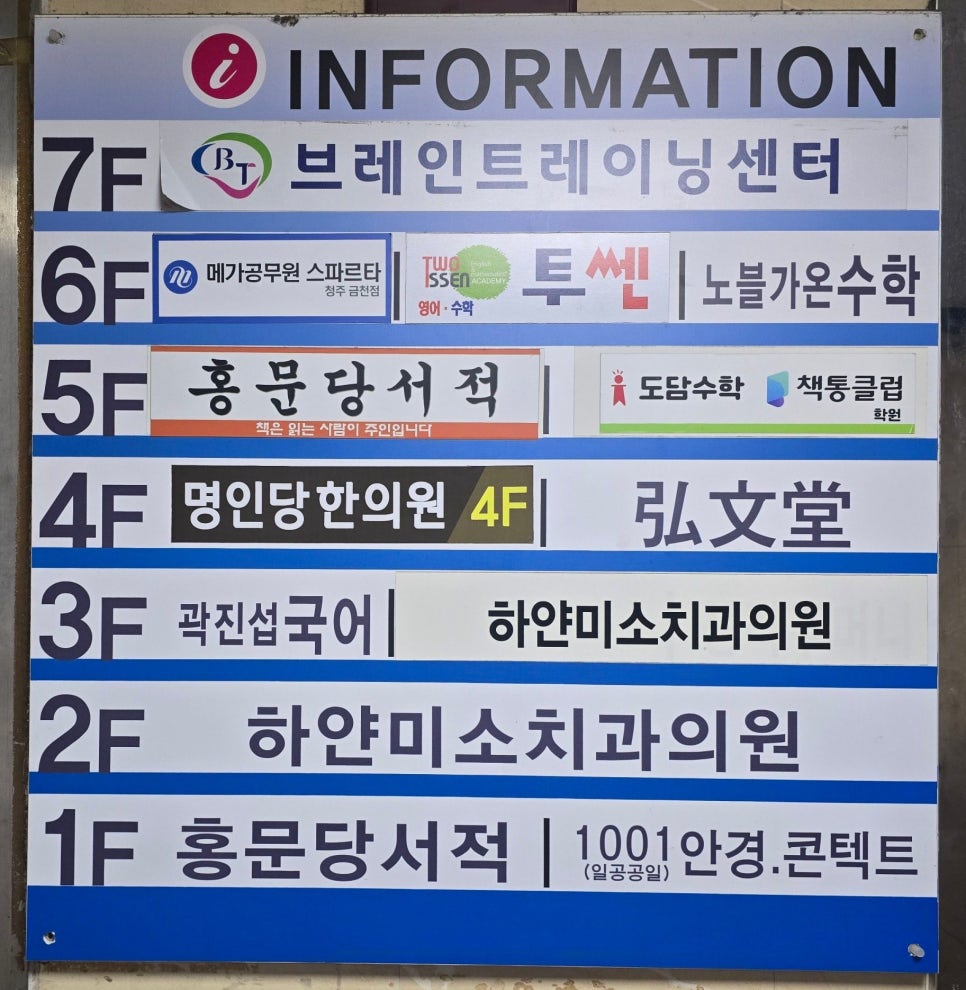 i INFORMATION
7F BT 브레인트레이닝센터
6F 메가공무원 스파르타
청주 금천점
TWO SSEN
English & Mathematics ACADEMY
영어·수학
투쎈
노블가온수학
5F 홍문당서적
책은 읽는 사람이 주인입니다
도담수학 책통클럽
학원
4F 명인당한의원 4F 弘文堂
3F 곽진섭국어 하얀미소치과의원
2F 하얀미소치과의원
1F 홍문당서적 1001안경.콘텍트
(일공공일)